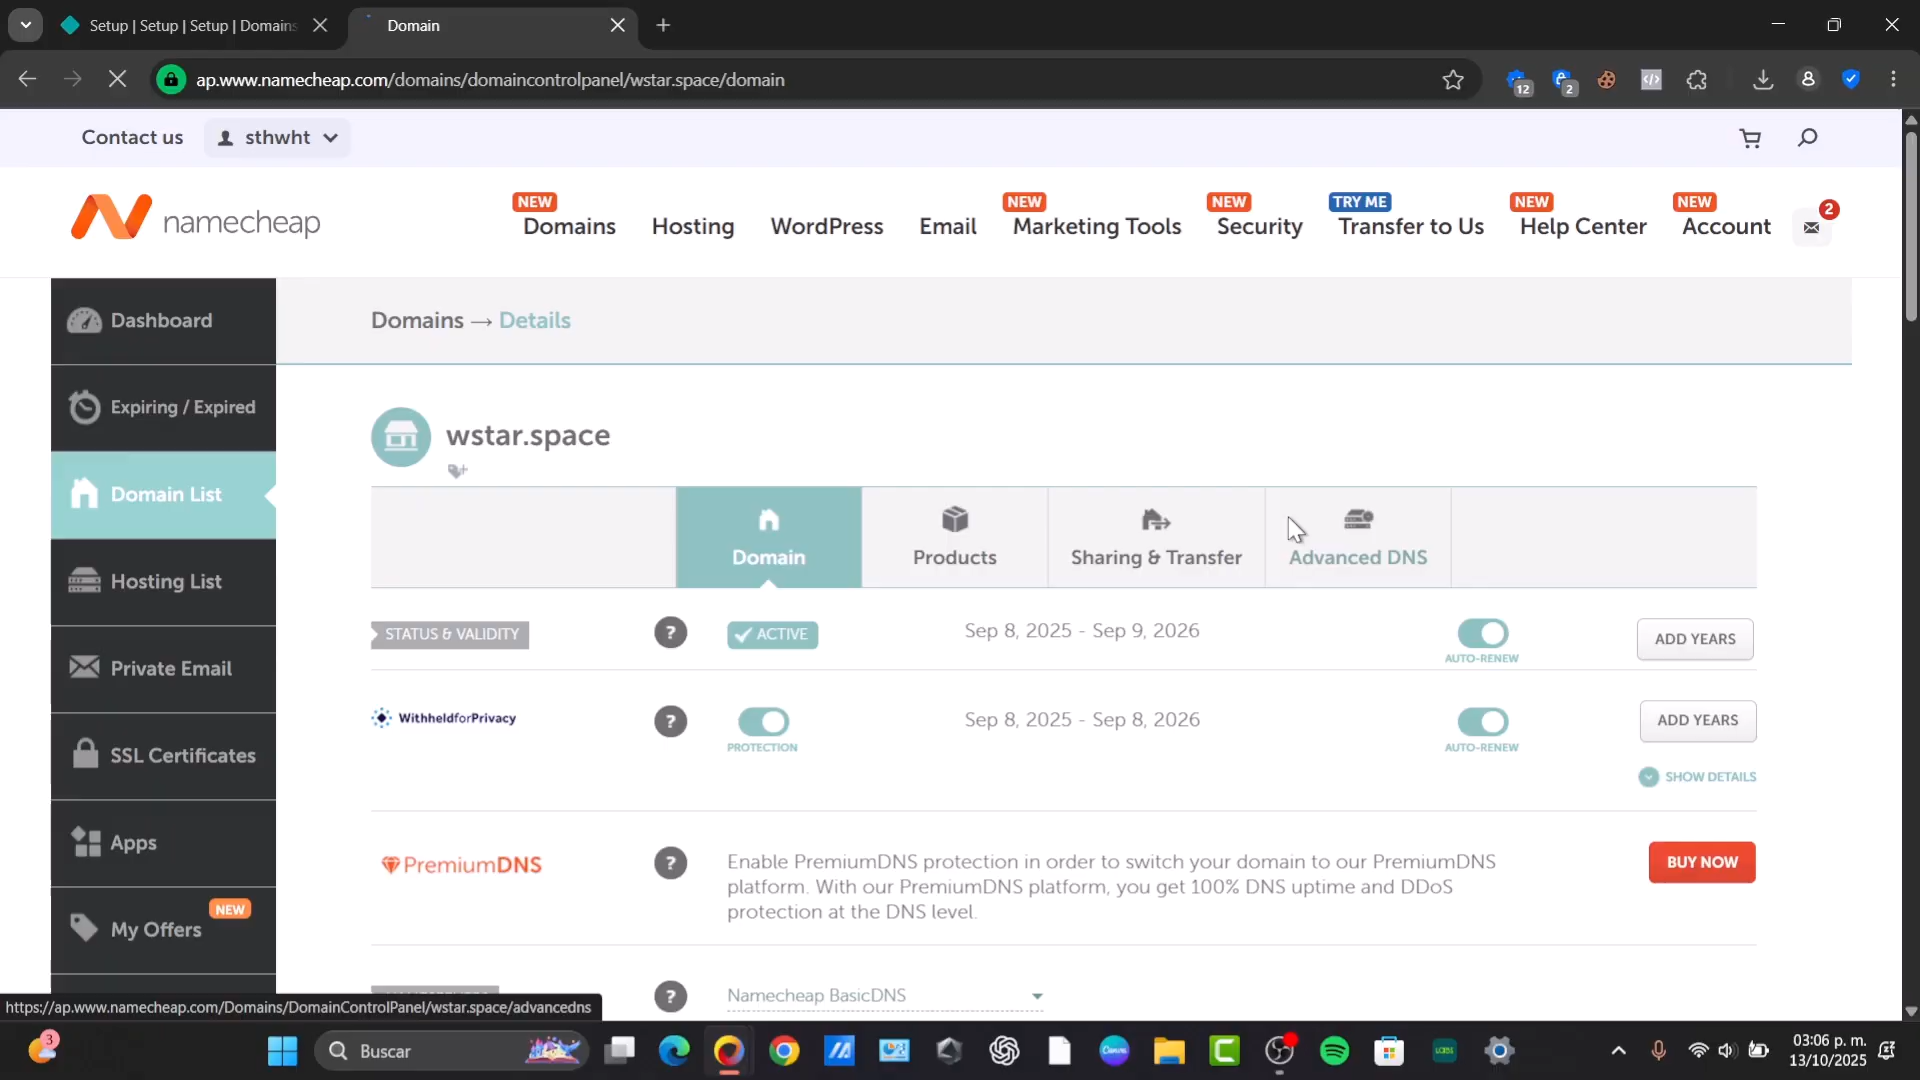 Setup | Setup | Setup | Domains
Domain
ap.www.namecheap.com/domains/domaincontrolpanel/wstar.space/domain
12
2
Contact us
sthwht
namecheap
NEW
Domains
Hosting
WordPress
Email
NEW
Marketing Tools
NEW
Security
TRY ME
Transfer to Us
NEW
Help Center
NEW
Account
2
Dashboard
Expiring / Expired
Domain List
Hosting List
Private Email
SSL Certificates
Apps
NEW
My Offers
Domains → Details
wstar.space
Domain
Products
Sharing & Transfer
Advanced DNS
STATUS & VALIDITY
?
ACTIVE
Sep 8, 2025 - Sep 9, 2026
AUTO-RENEW
ADD YEARS
WithheldforPrivacy
?
PROTECTION
Sep 8, 2025 - Sep 8, 2026
AUTO-RENEW
ADD YEARS
SHOW DETAILS
PremiumDNS
?
Enable PremiumDNS protection in order to switch your domain to our PremiumDNS
platform. With our PremiumDNS platform, you get 100% DNS uptime and DDoS
protection at the DNS level.
BUY NOW
?
Namecheap BasicDNS
https://ap.www.namecheap.com/Domains/DomainControlPanel/wstar.space/advancedns
3
Buscar
03:06 p. m.
13/10/2025